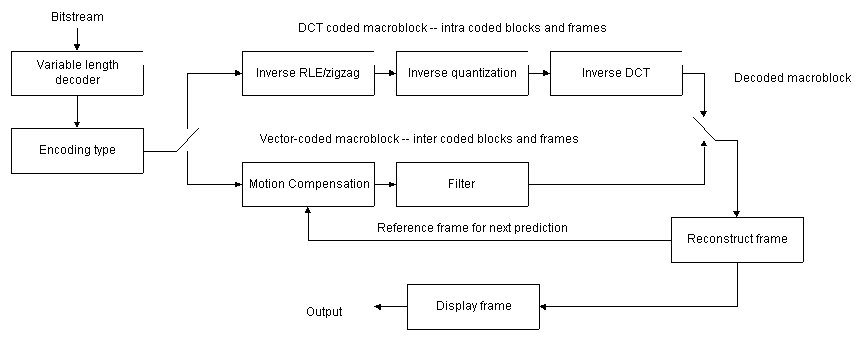 Bitstream
DCT coded macroblock -- intra coded blocks and frames
Variable length
decoder
Inverse RLE/zigzag
Inverse quantization
Inverse DCT
Decoded macroblock
Encoding type
Vector-coded macroblock -- inter coded blocks and frames
Motion Compensation
Filter
Reference frame for next prediction
Reconstruct frame
Display frame
Output